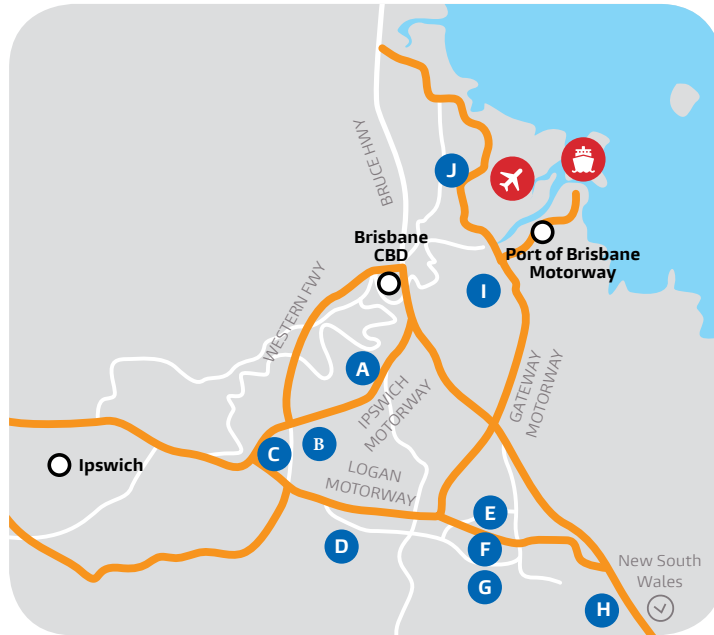 BRUCE HWY
J
Brisbane
CBD
Port of Brisbane
Motorway
I
WESTERN FWY
A
IPSWICH
MOTORWAY
GATEWAY
MOTORWAY
B
C
Ipswich
LOGAN
MOTORWAY
E
D
F
New South
Wales
G
H